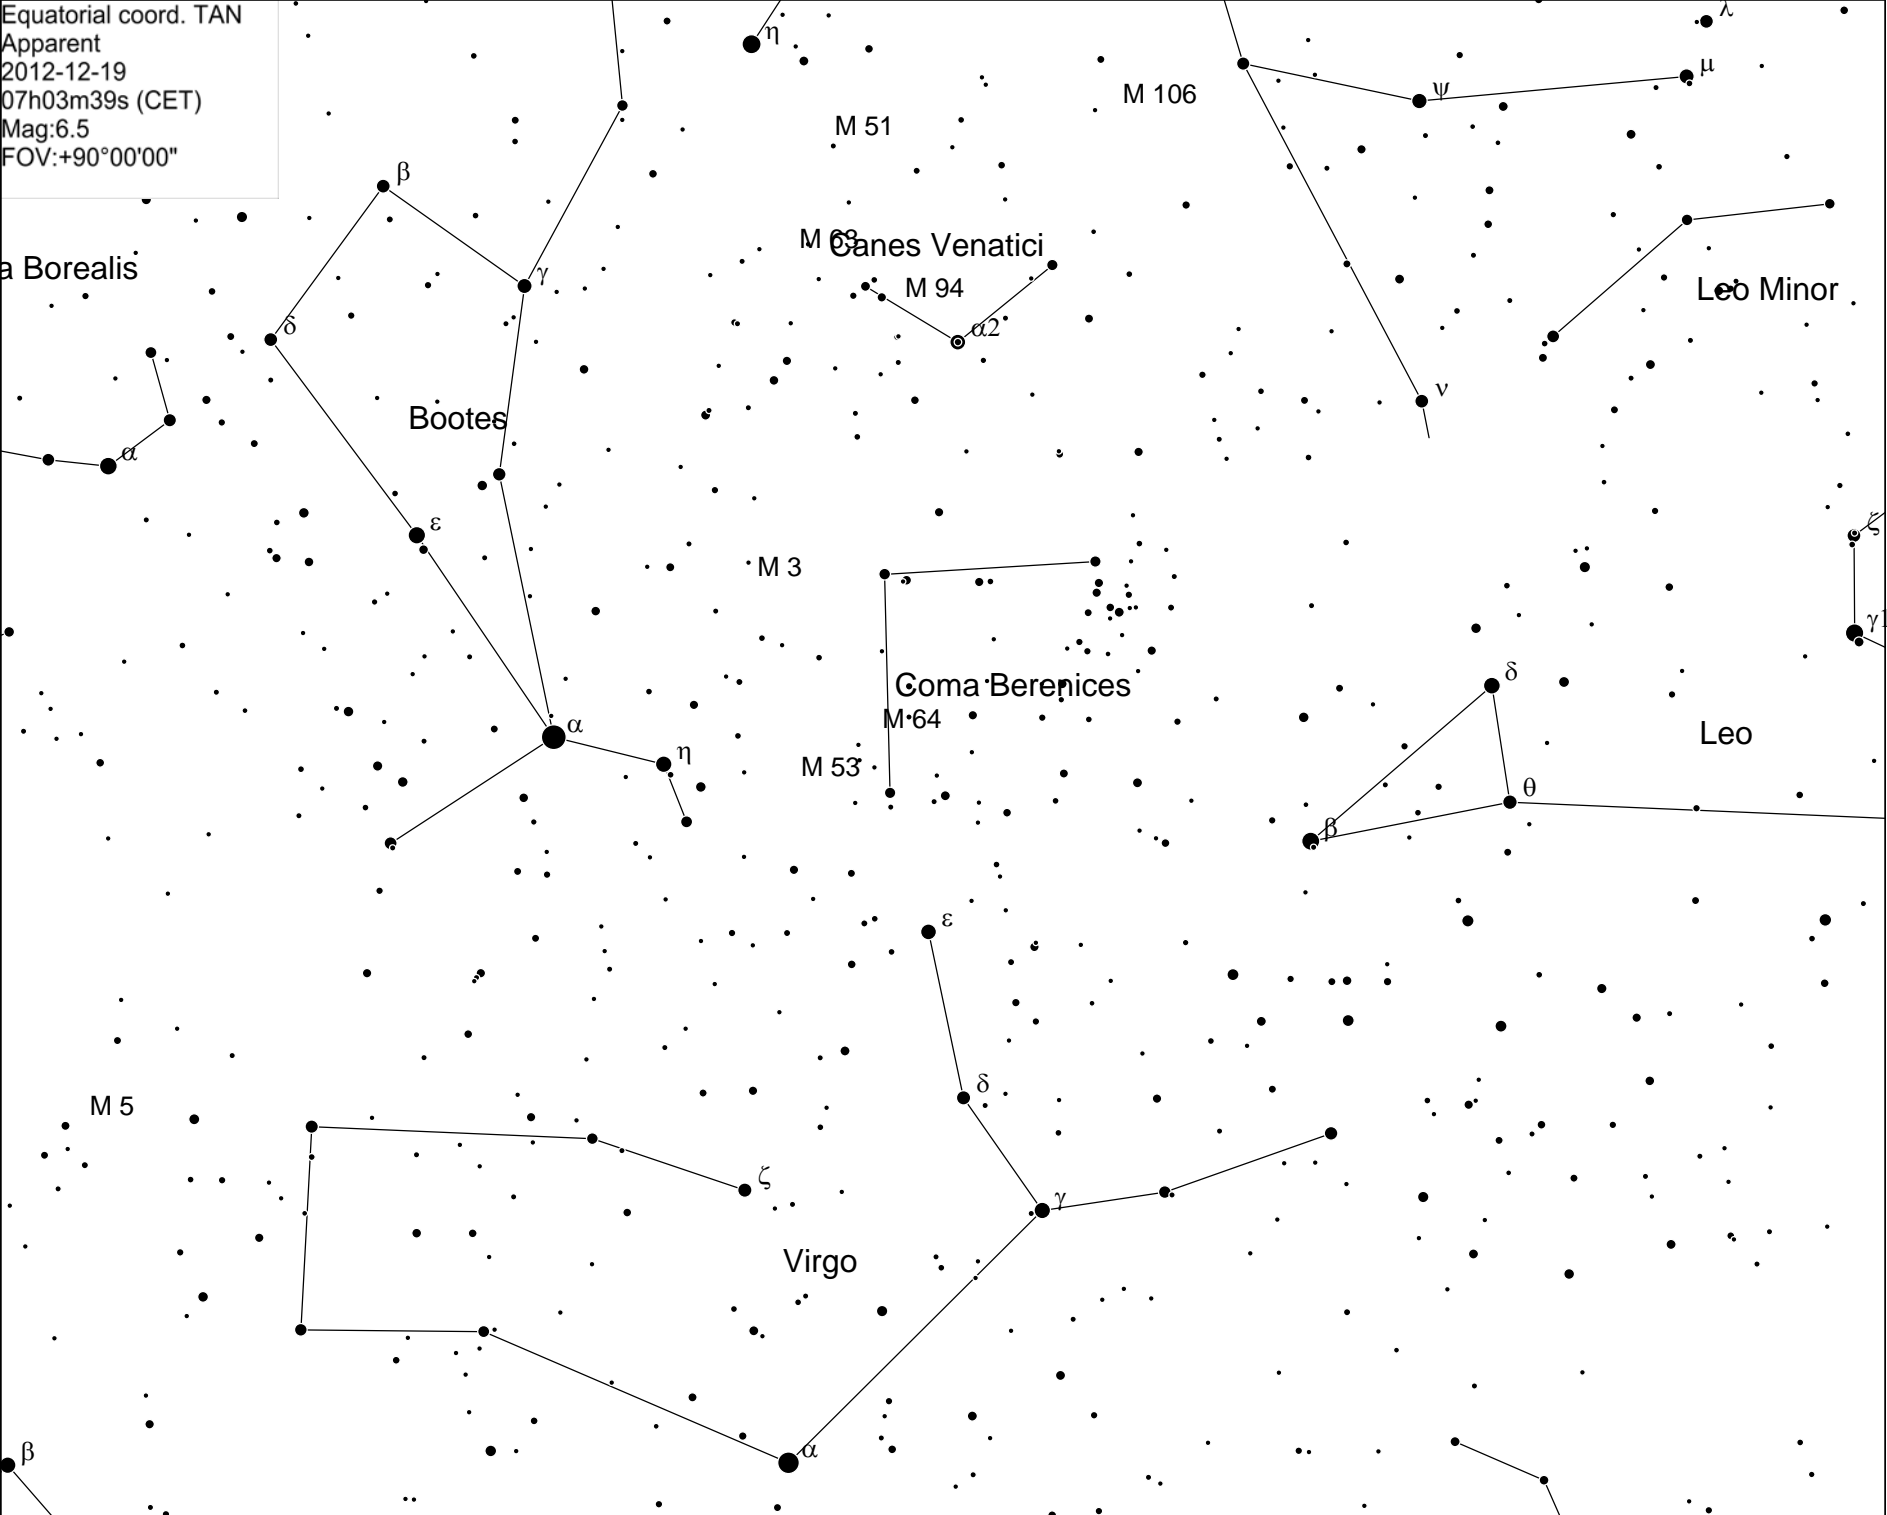 Equatorial coord. TAN
Apparent
2012-12-19
07h03m39s (CET)
Mag:6.5
FOV:+90°00'00"
η
λ
μ
ψ
M 106
M 51
β
M 63
Canes Venatici
a Borealis
γ
M 94
Leo Minor
δ
α2
ν
Bootes
α
ε
ζ
M 3
γ1
δ
Coma Berenices
M 64
α
Leo
η
M 53
θ
β
ε
δ
M 5
ζ
γ
Virgo
α
β